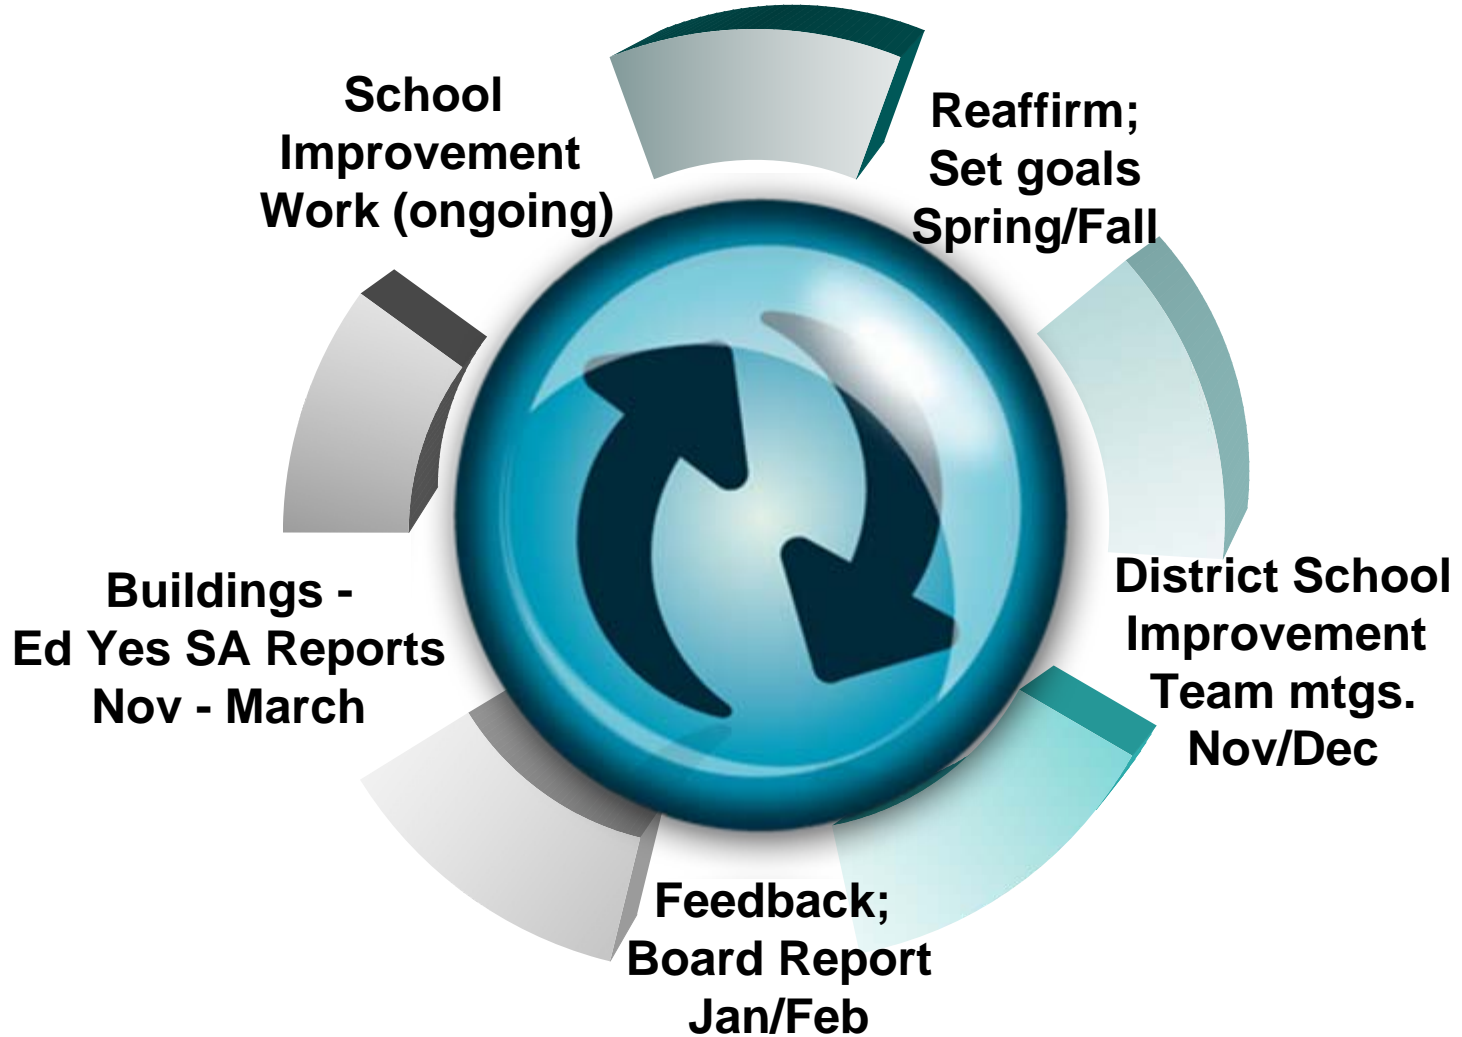 School
Improvement
Work (ongoing)
Reaffirm;
Set goals
Spring/Fall
District School
Improvement
Team mtgs.
Nov/Dec
Feedback;
Board Report
Jan/Feb
Buildings -
Ed Yes SA Reports
Nov - March